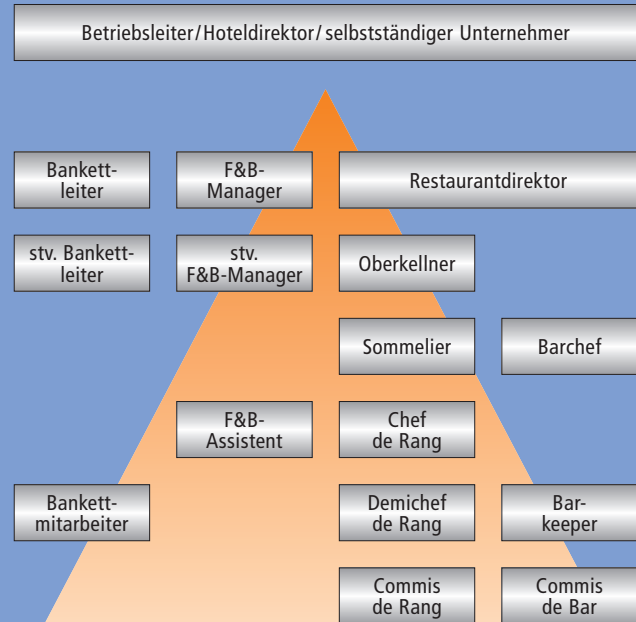 Betriebsleiter/Hoteldirektor/selbstständiger Unternehmer
Bankett-
leiter
F&B-
Manager
Restaurantdirektor
stv. Bankett-
leiter
stv.
F&B-Manager
Oberkellner
Sommelier
Barchef
F&B-
Assistent
Chef
de Rang
Bankett-
mitarbeiter
Demichef
de Rang
Bar-
keeper
Commis
de Rang
Commis
de Bar